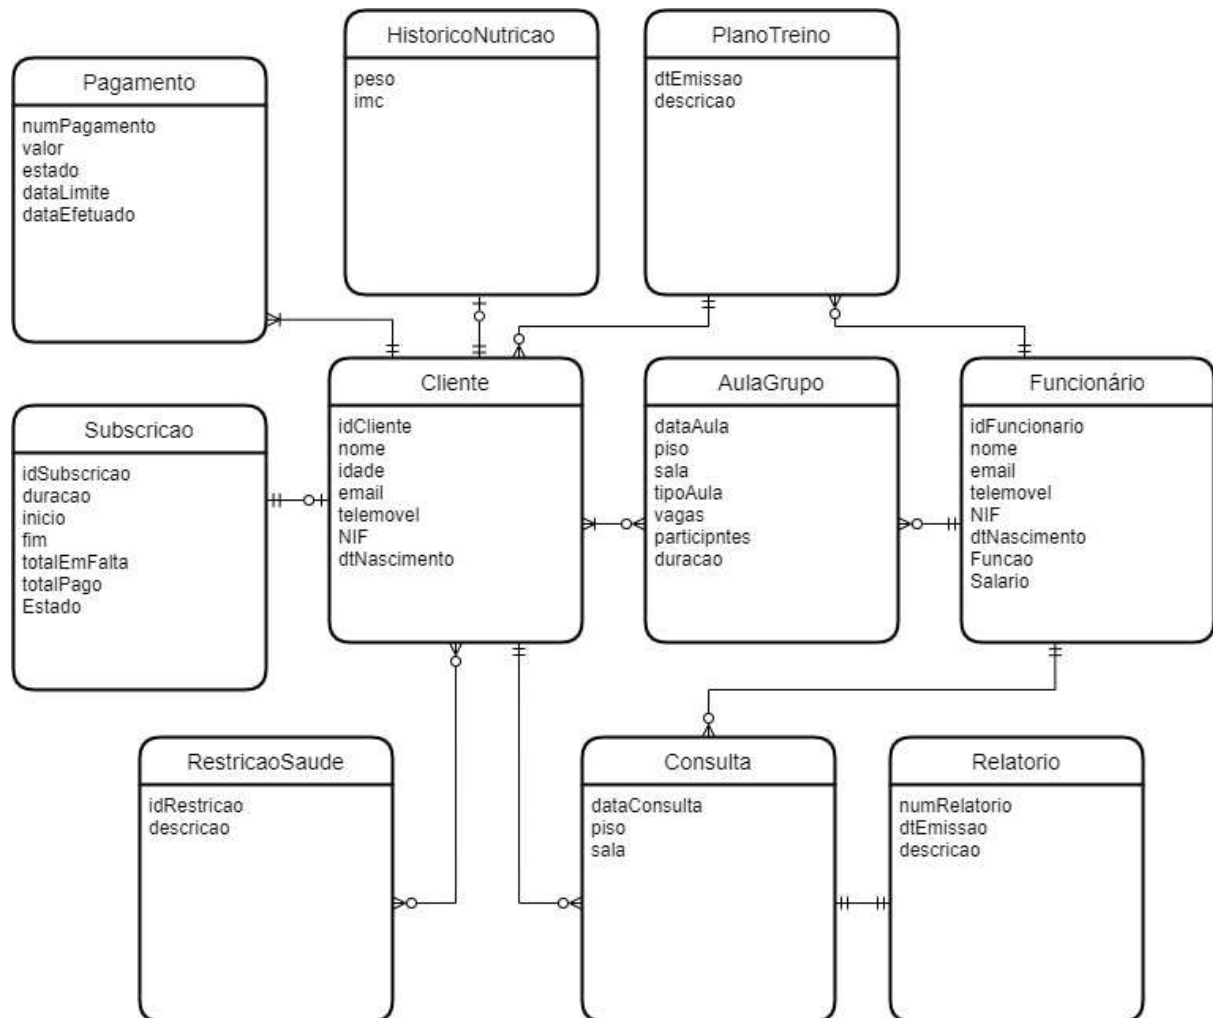 HistoricoNutricao
peso
imc
PlanoTreino
dtEmissao
descricao
Pagamento
numPagamento
valor
estado
dataLimite
dataEfetuado
Cliente
idCliente
nome
idade
email
telemovel
NIF
dtNascimento
AulaGrupo
dataAula
piso
sala
tipoAula
vagas
participntes
duracao
Funcionário
idFuncionario
nome
email
telemovel
NIF
dtNascimento
Funcao
Salario
Subscricao
idSubscricao
duracao
inicio
fim
totalEmFalta
totalPago
Estado
RestricaoSaude
idRestricao
descricao
Consulta
dataConsulta
piso
sala
Relatorio
numRelatorio
dtEmissao
descricao